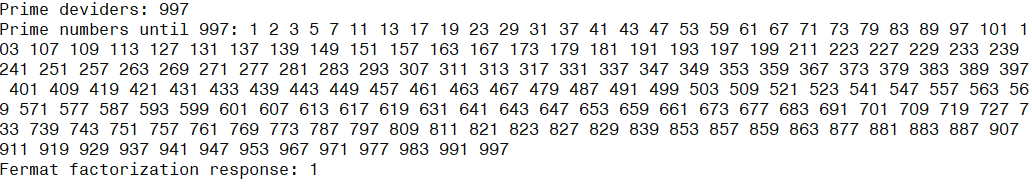 Prime deviders: 997
Prime numbers until 997: 1 2 3 5 7 11 13 17 19 23 29 31 37 41 43 47 53 59 61 67 71 73 79 83 89 97 101 1
03 107 109 113 127 131 137 139 149 151 157 163 167 173 179 181 191 193 197 199 211 223 227 229 233 239
241 251 257 263 269 271 277 281 283 293 307 311 313 317 331 337 347 349 353 359 367 373 379 383 389 397
401 409 419 421 431 433 439 443 449 457 461 463 467 479 487 491 499 503 509 521 523 541 547 557 563 56
9 571 577 587 593 599 601 607 613 617 619 631 641 643 647 653 659 661 673 677 683 691 701 709 719 727 7
33 739 743 751 757 761 769 773 787 797 809 811 821 823 827 829 839 853 857 859 863 877 881 883 887 907
911 919 929 937 941 947 953 967 971 977 983 991 997
Fermat factorization response: 1